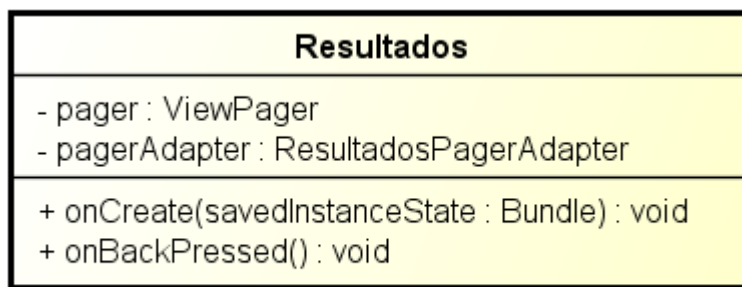 Resultados
- pager : ViewPager
- pagerAdapter : ResultadosPagerAdapter
+ onCreate(savedInstanceState : Bundle) : void
+ onBackPressed() : void